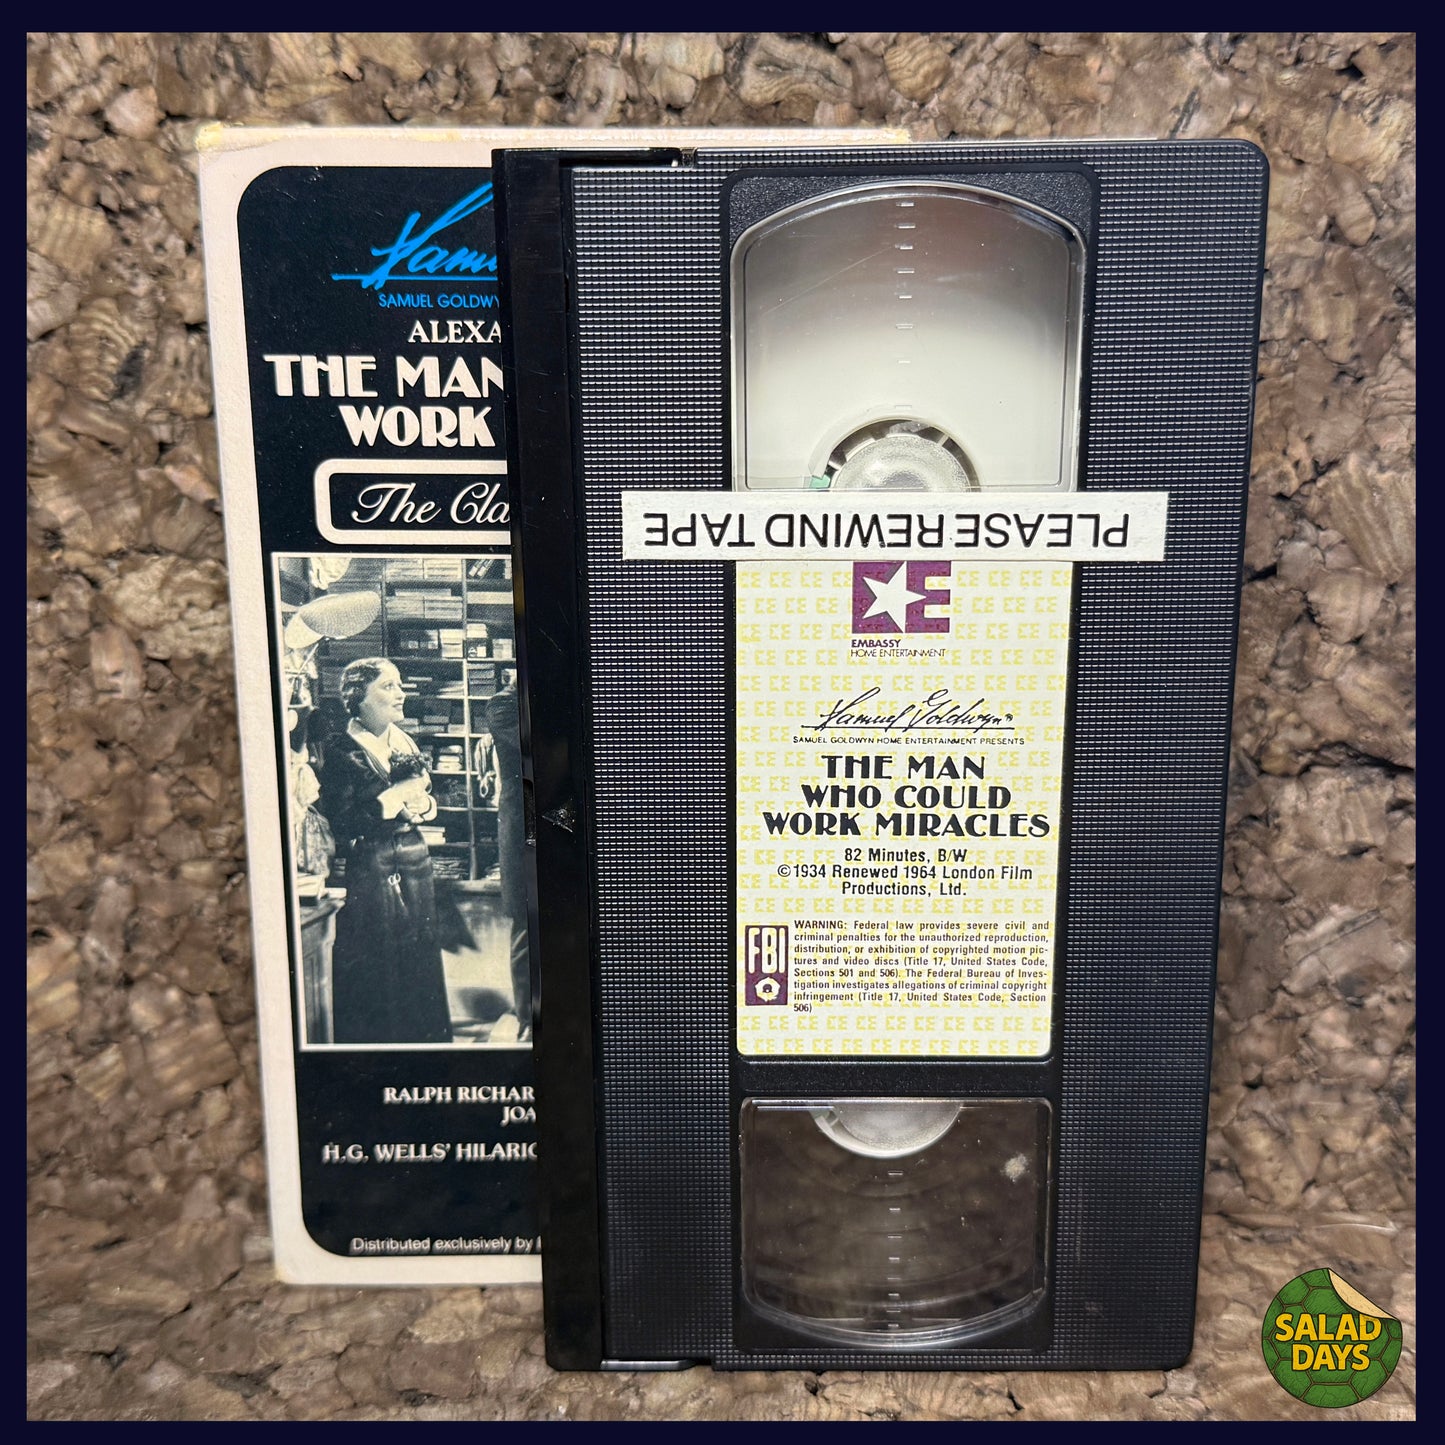 SAMUEL GOLDWY
ALEXA
THE MAN
WORK
The Cla
RALPH RICHAR
JOA
H.G. WELLS' HILARIO
Distributed exclusively by
PLEASE REWIND TAPE
EMBASSY
HOME ENTERTAINMENT
Samuel Goldwyn®
SAMUEL GOLDWYN HOME ENTERTAINMENT PRESENTS
THE MAN
WHO COULD
WORK MIRACLES
82 Minutes, B/W
©1934 Renewed 1964 London Film
Productions, Ltd.
FBI
WARNING: Federal law provides severe civil and
criminal penalties for the unauthorized reproduction,
distribution, or exhibition of copyrighted motion pic-
tures and video discs (Title 17, United States Code,
Sections 501 and 506). The Federal Bureau of Inves-
tigation investigates allegations of criminal copyright
infringement (Title 17, United States Code, Section
506)
SALAD
DAYS